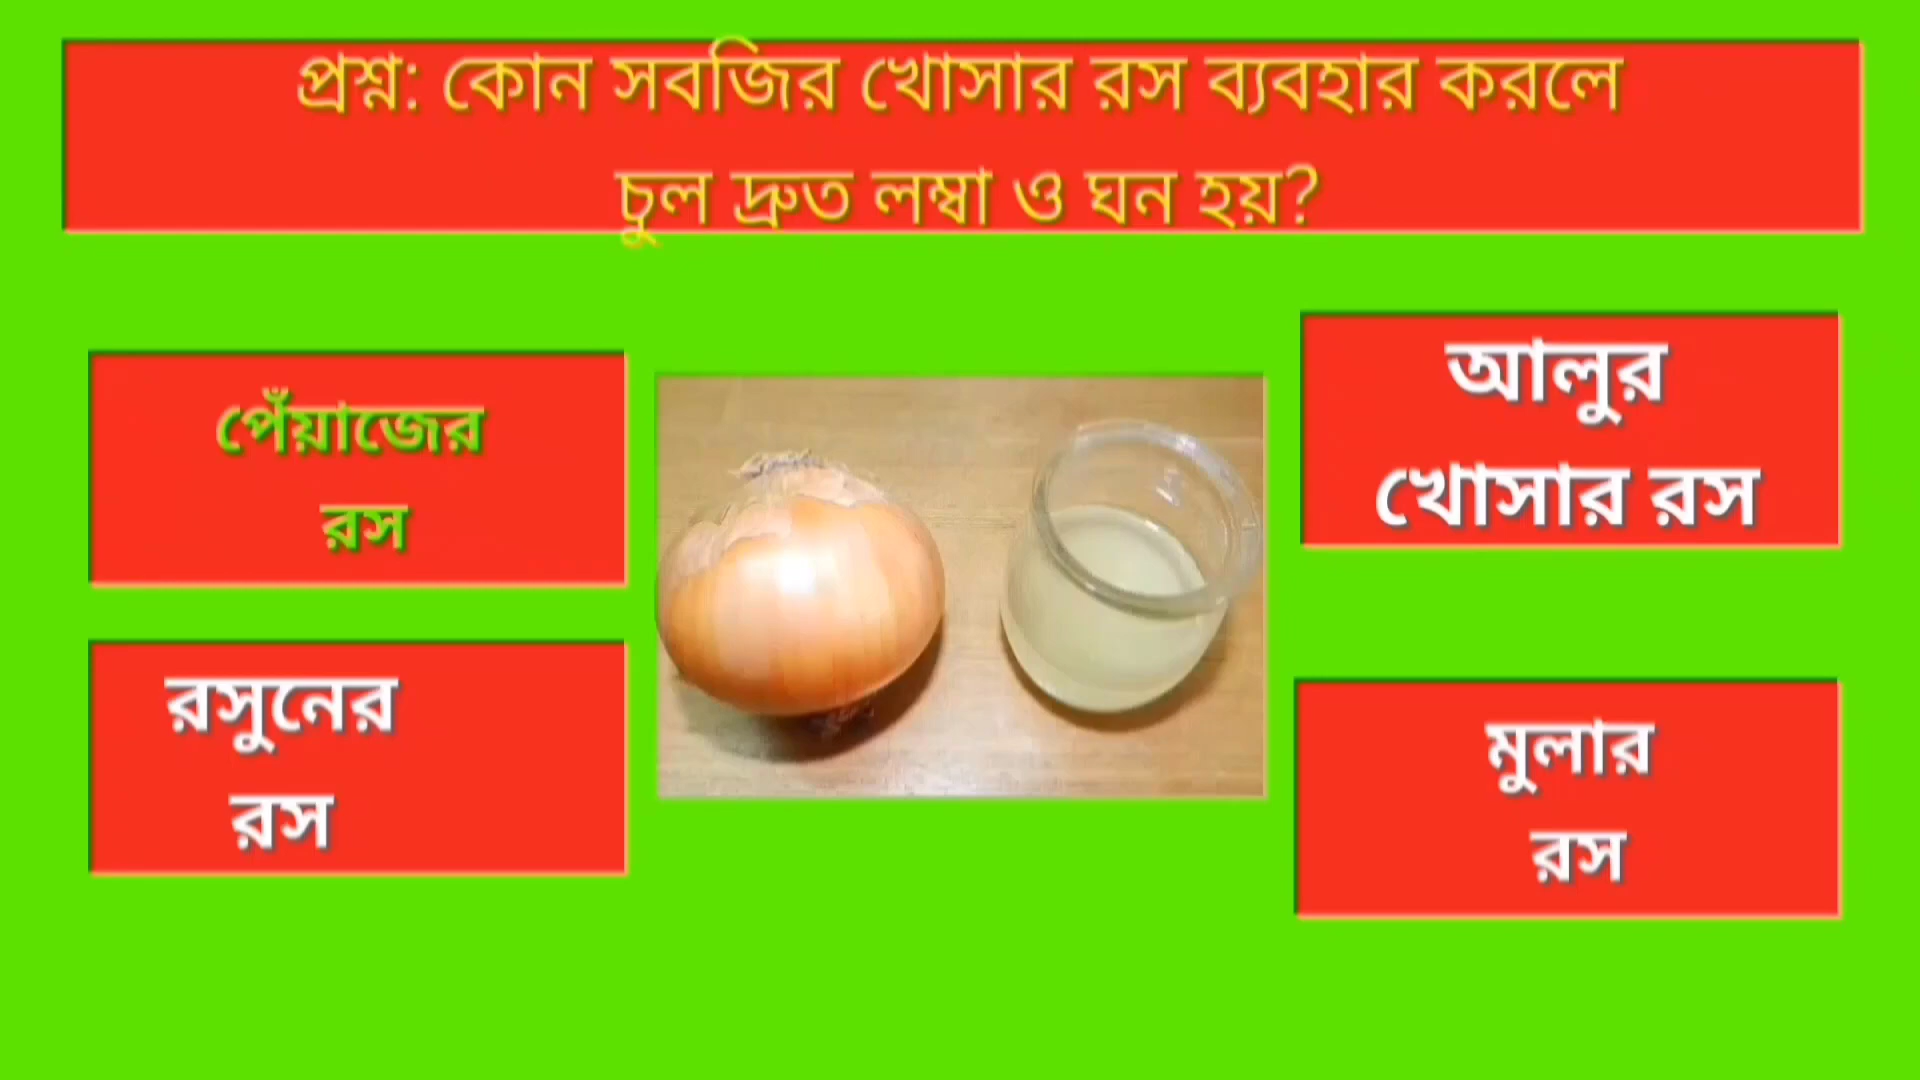 প্রশ্ন: কোন সবজির খোসার রস ব্যবহার করলে
চুল দ্রুত লম্বা ও ঘন হয়?
পেঁয়াজের
রস
আলুর
খোসার রস
রসুনের
রস
মুলার
রস